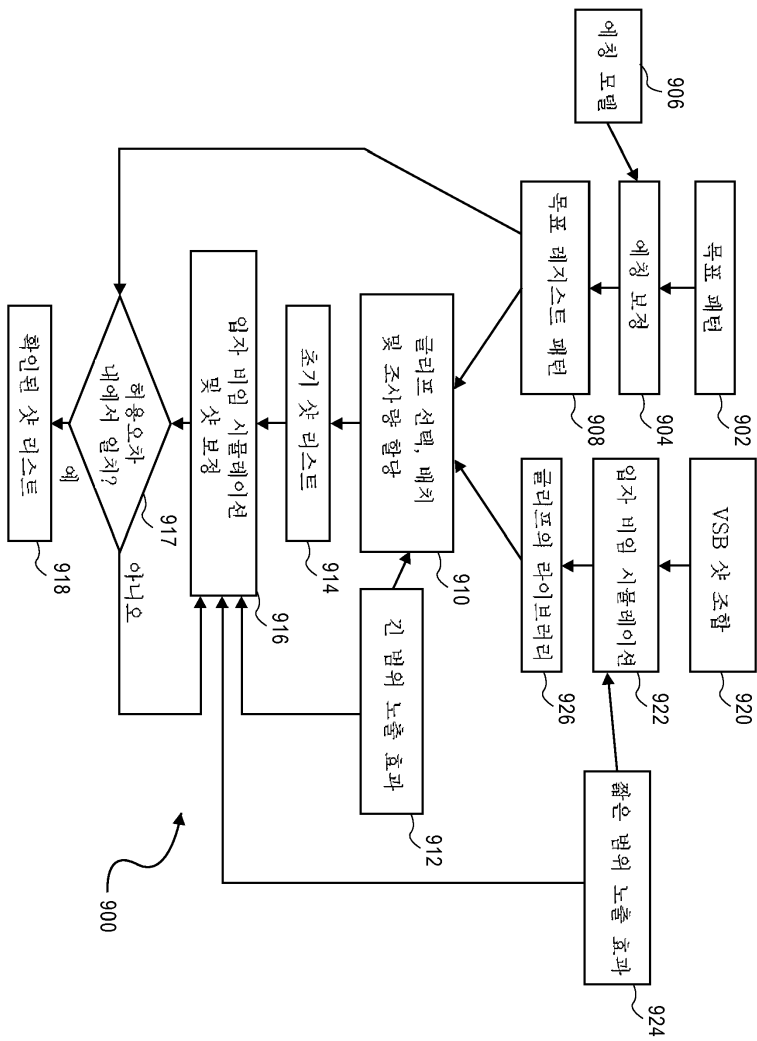 목표 패턴
902
VSB 샷 조합
920
에칭 모델
906
에칭 보정
904
입자 비임 시뮬레이션
922
짧은 범위 노출 효과
924
목표 레지스트 패턴
908
글리프의 라이브러리
926
글리프 선택, 배치
및 조사량 할당
910
긴 범위 노출 효과
912
초기 샷 리스트
914
입자 비임 시뮬레이션
및 샷 보정
916
허용오차
내에서 일치?
917
아니오
예
확인된 샷 리스트
918
900